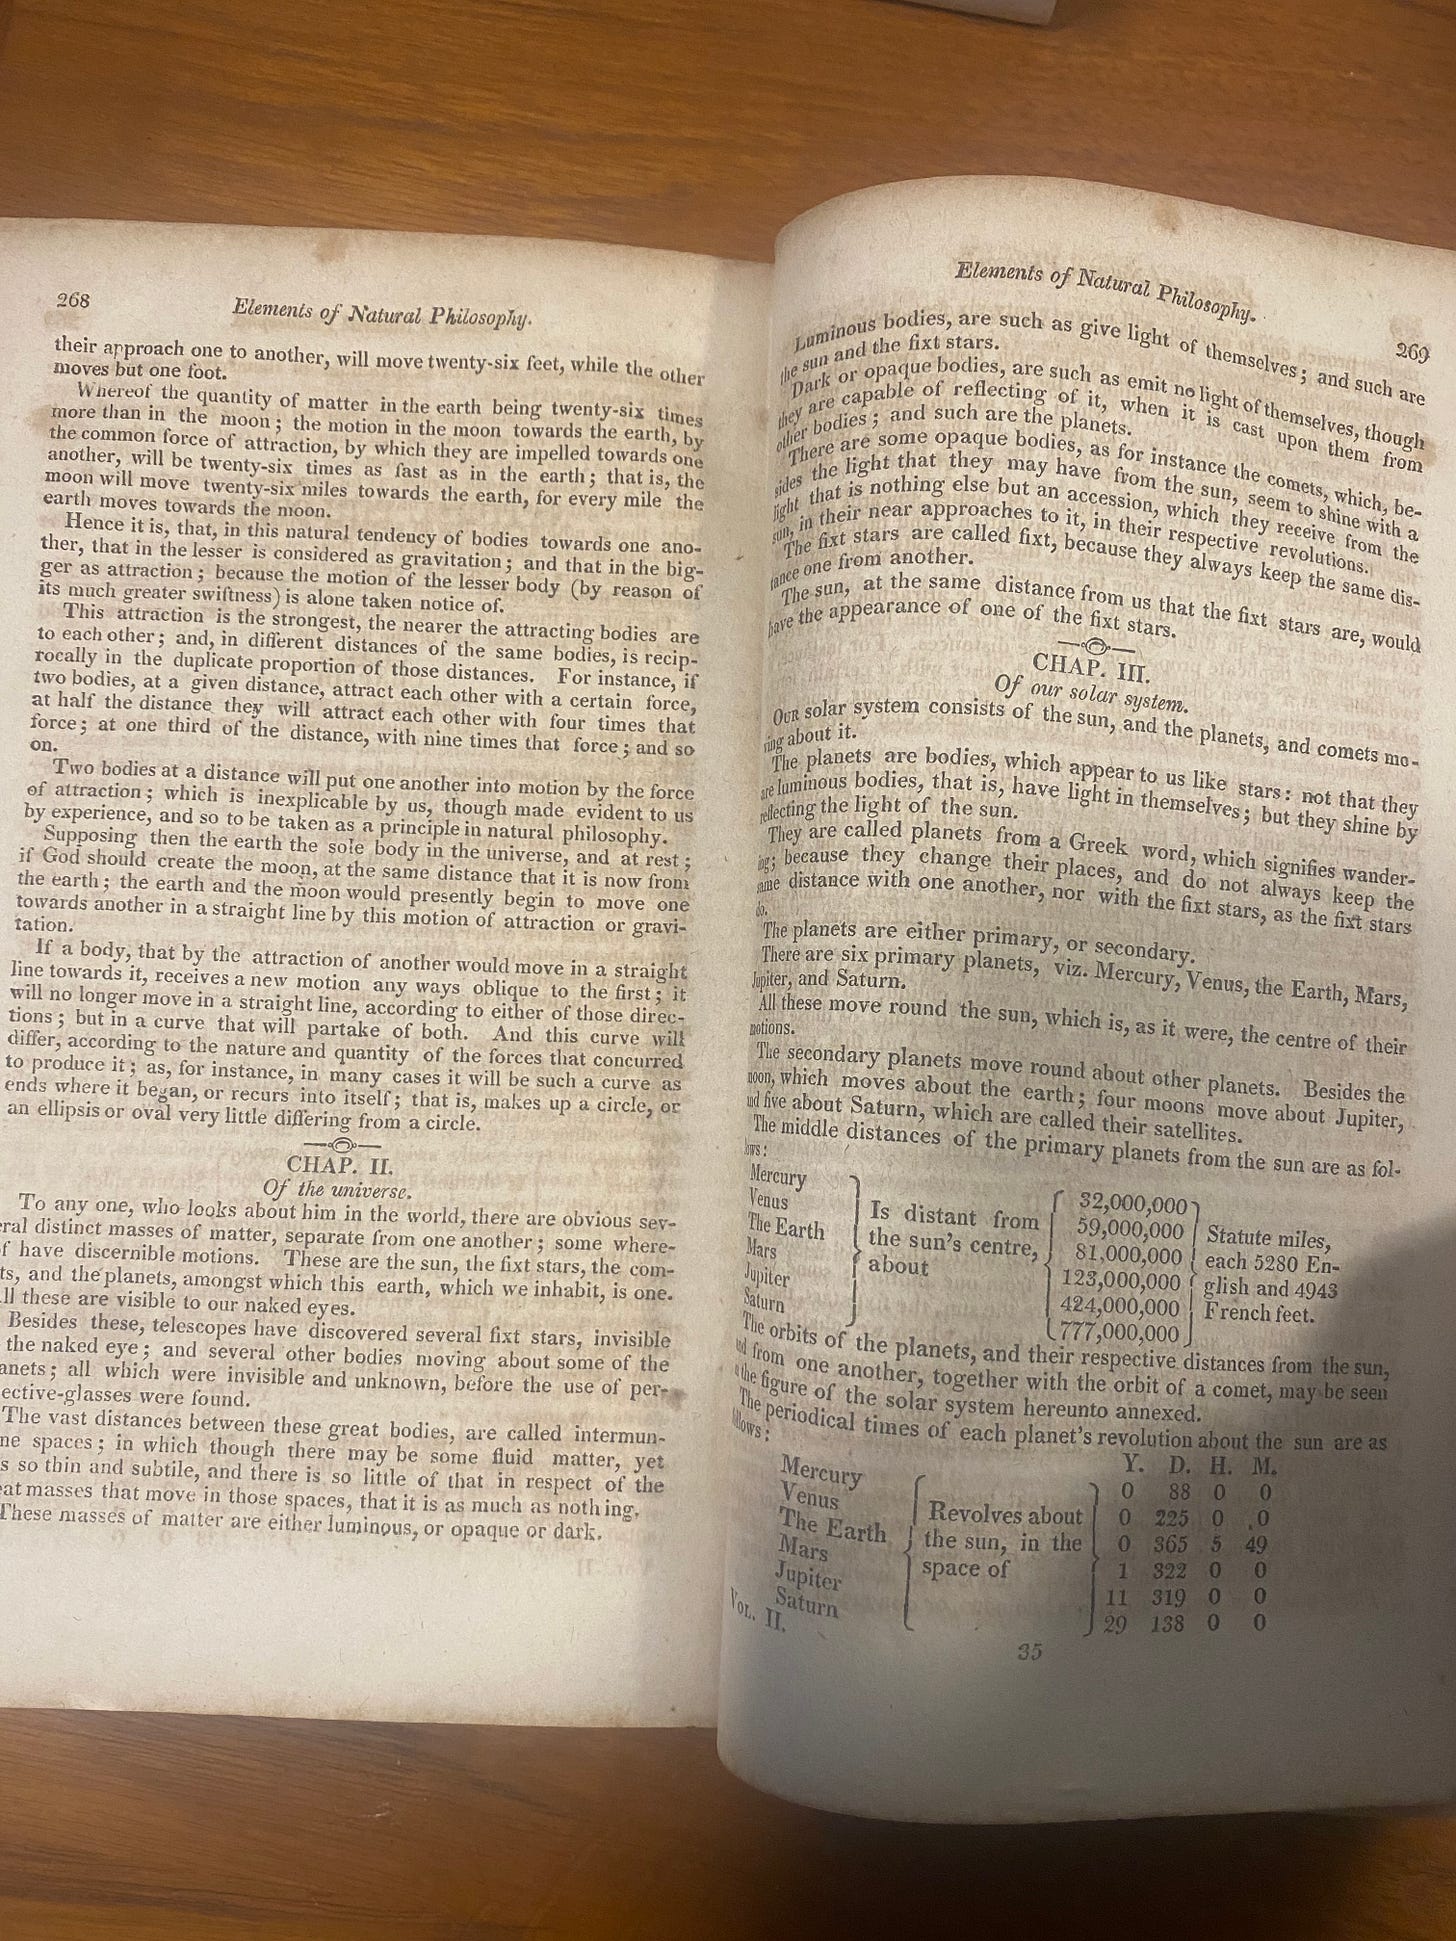 268
Elements of Natural Philosophy.
their approach one to another, will move twenty-six feet, while the other
moves but one foot.
Whereof the quantity of matter in the earth being twenty-six times
more than in the moon; the motion in the moon towards the earth, by
the common force of attraction, by which they are impelled towards one
another, will be twenty-six times as fast as in the earth; that is, the
moon will move twenty-six miles towards the earth, for every mile the
earth moves towards the moon.
Hence it is, that, in this natural tendency of bodies towards one ano-
ther, that in the lesser is considered as gravitation; and that in the big-
ger as attraction; because the motion of the lesser body (by reason of
its much greater swiftness) is alone taken notice of.
This attraction is the strongest, the nearer the attracting bodies are
to each other; and, in different distances of the same bodies, is recip-
rocally in the duplicate proportion of those distances. For instance, if
two bodies, at a given distance, attract each other with a certain force,
at half the distance they will attract each other with four times that
force; at one third of the distance, with nine times that force; and so
on.
Two bodies at a distance will put one another into motion by the force
of attraction; which is inexplicable by us, though made evident to us
by experience, and so to be taken as a principle in natural philosophy.
Supposing then the earth the sole body in the universe, and at rest;
if God should create the moon, at the same distance that it is now from
the earth; the earth and the moon would presently begin to move one
towards another in a straight line by this motion of attraction or gravi-
tation.
If a body, that by the attraction of another would move in a straight
line towards it, receives a new motion any ways oblique to the first; it
will no longer move in a straight line, according to either of those direc-
tions; but in a curve that will partake of both. And this curve will
differ, according to the nature and quantity of the forces that concurred
to produce it; as, for instance, in many cases it will be such a curve as
ends where it began, or recurs into itself; that is, makes up a circle, or
an ellipsis or oval very little differing from a circle.
CHAP. II.
Of the universe.
To any one, who looks about him in the world, there are obvious sev-
eral distinct masses of matter, separate from one another; some where-
f have discernible motions. These are the sun, the fixt stars, the com-
ts, and the planets, amongst which this earth, which we inhabit, is one.
ll these are visible to our naked eyes.
Besides these, telescopes have discovered several fixt stars, invisible
the naked eye; and several other bodies moving about some of the
anets; all which were invisible and unknown, before the use of per-
ective-glasses were found.
The vast distances between these great bodies, are called intermun-
ne spaces; in which though there may be some fluid matter, yet
s so thin and subtile, and there is so little of that in respect of the
eat masses that move in those spaces, that it is as much as nothing.
These masses of matter are either luminous, or opaque or dark.
Elements of Natural Philosophy.
269
Luminous bodies, are such as give light of themselves; and such are
the sun and the fixt stars.
Dark or opaque bodies, are such as emit no light of themselves, though
they are capable of reflecting of it, when it is cast upon them from
other bodies; and such are the planets.
There are some opaque bodies, as for instance the comets, which, be-
sides the light that they may have from the sun, seem to shine with a
light that is nothing else but an accession, which they receive from the
sun, in their near approaches to it, in their respective revolutions.
The fixt stars are called fixt, because they always keep the same dis-
tance one from another.
The sun, at the same distance from us that the fixt stars are, would
have the appearance of one of the fixt stars.
CHAP. III.
Of our solar system.
OUR solar system consists of the sun, and the planets, and comets mo-
ving about it.
The planets are bodies, which appear to us like stars: not that they
are luminous bodies, that is, have light in themselves; but they shine by
reflecting the light of the sun.
They are called planets from a Greek word, which signifies wander-
ing; because they change their places, and do not always keep the
same distance with one another, nor with the fixt stars, as the fixt stars
do.
The planets are either primary, or secondary.
There are six primary planets, viz. Mercury, Venus, the Earth, Mars,
Jupiter, and Saturn.
All these move round the sun, which is, as it were, the centre of their
motions.
The secondary planets move round about other planets. Besides the
moon, which moves about the earth; four moons move about Jupiter,
and five about Saturn, which are called their satellites.
The middle distances of the primary planets from the sun are as fol-
lows:
Mercury
Venus
The Earth
Mars
Jupiter
Saturn
Is distant from
the sun's centre,
about
32,000,000
59,000,000
81,000,000
123,000,000
424,000,000
777,000,000
Statute miles,
each 5280 En-
glish and 4943
French feet.
The orbits of the planets, and their respective distances from the sun,
and from one another, together with the orbit of a comet, may be seen
in the figure of the solar system hereunto annexed.
The periodical times of each planet's revolution about the sun are as
follows:
Y. D. H. M.
Mercury
Venus
The Earth
Mars
Jupiter
Saturn
Revolves about
the sun, in the
space of
0 88 0 0
0 225 0 0
0 365 5 49
1 322 0 0
11 319 0 0
29 138 0 0
VOL. II.
35